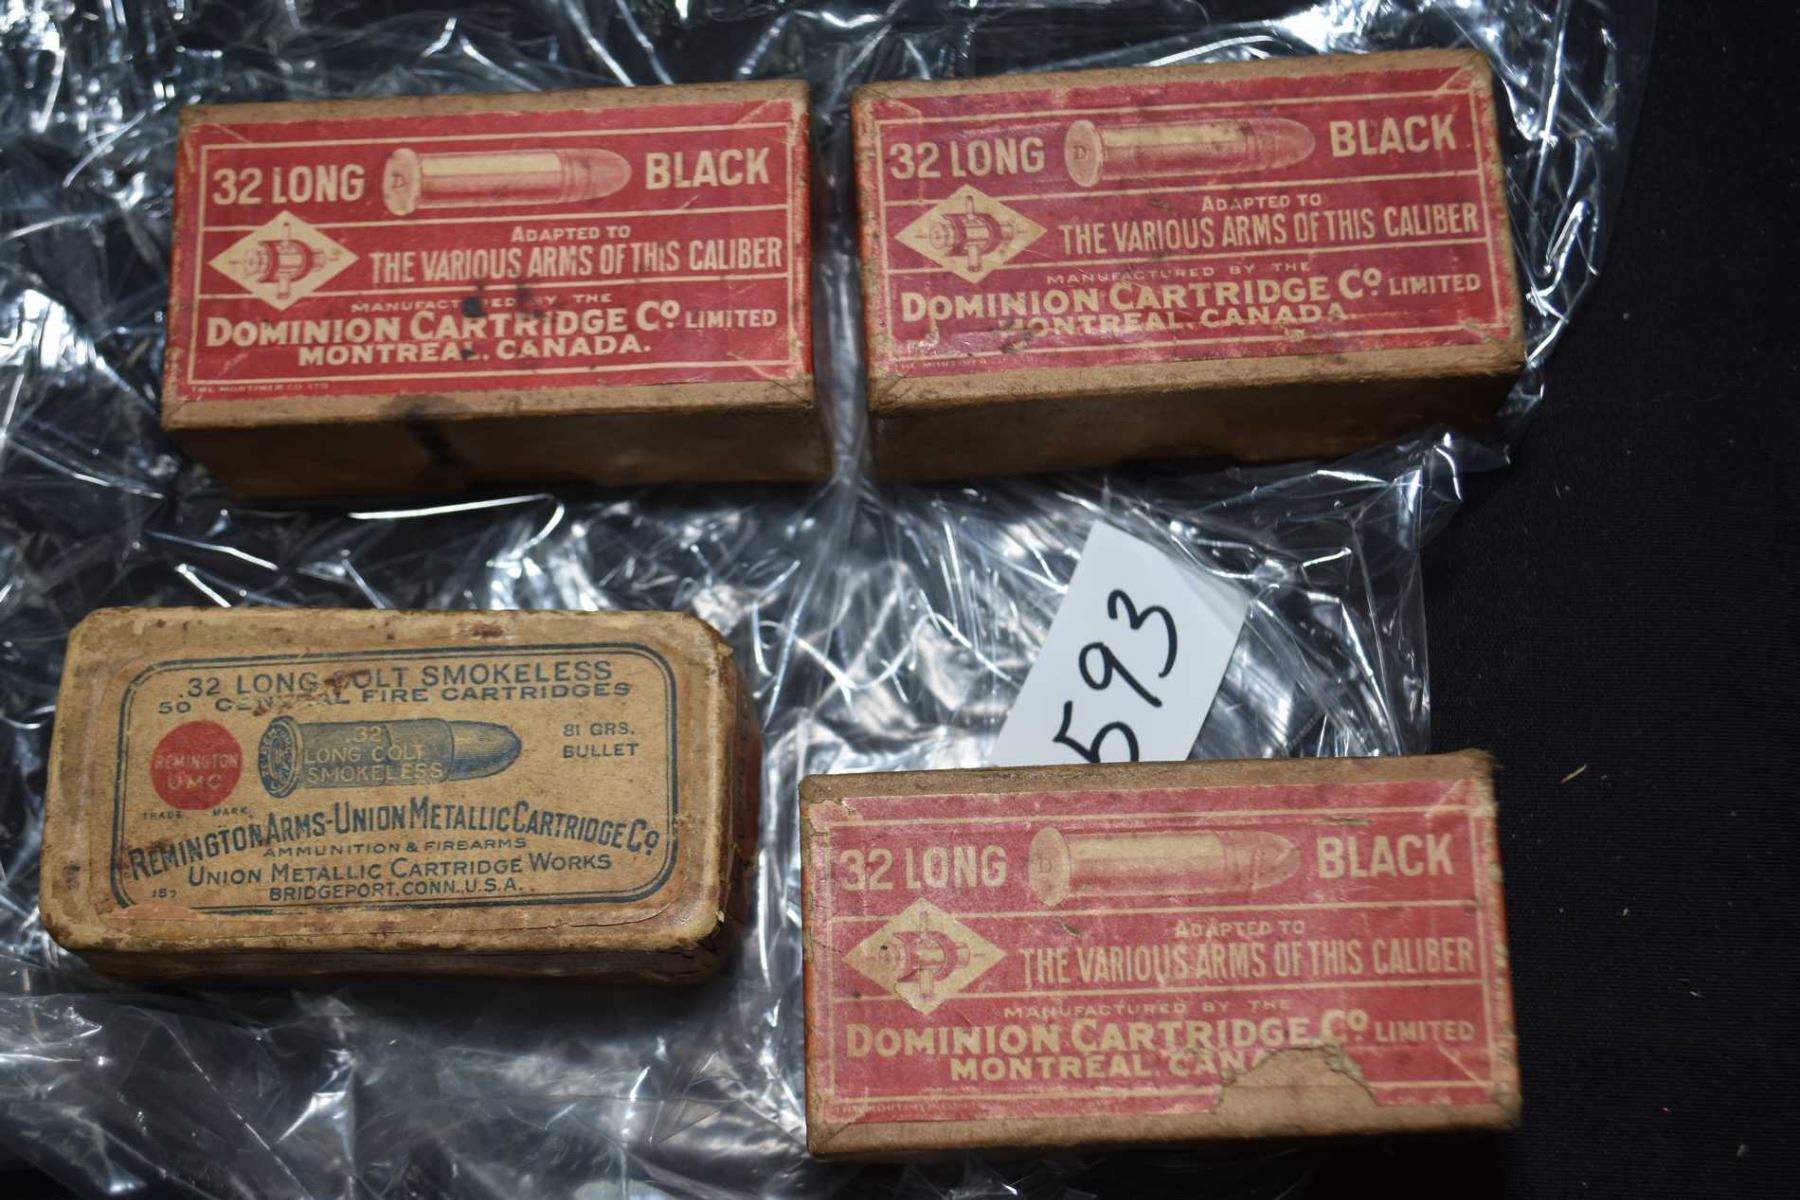 32 LONG BLACK
D
ADAPTED TO
THE VARIOUS ARMS OF THIS CALIBER
MANUFACTURED BY THE
DOMINION CARTRIDGE Co LIMITED
MONTREAL, CANADA.
THE MORTIMER CO. LTD
32 LONG BLACK
D
ADAPTED TO
THE VARIOUS ARMS OF THIS CALIBER
MANUFACTURED BY THE
DOMINION CARTRIDGE Co LIMITED
MONTREAL, CANADA.
593
.32 LONG COLT SMOKELESS
50 CENTRAL FIRE CARTRIDGES
81 GRS.
BULLET
.32
LONG COLT
SMOKELESS
REMINGTON
UMC
TRADE MARK
REMINGTON ARMS-UNION METALLIC CARTRIDGE Co
AMMUNITION & FIREARMS
UNION METALLIC CARTRIDGE WORKS
BRIDGEPORT, CONN. U.S.A.
32 LONG BLACK
D
ADAPTED TO
THE VARIOUS ARMS OF THIS CALIBER
MANUFACTURED BY THE
DOMINION CARTRIDGE Co LIMITED
MONTREAL, CANA